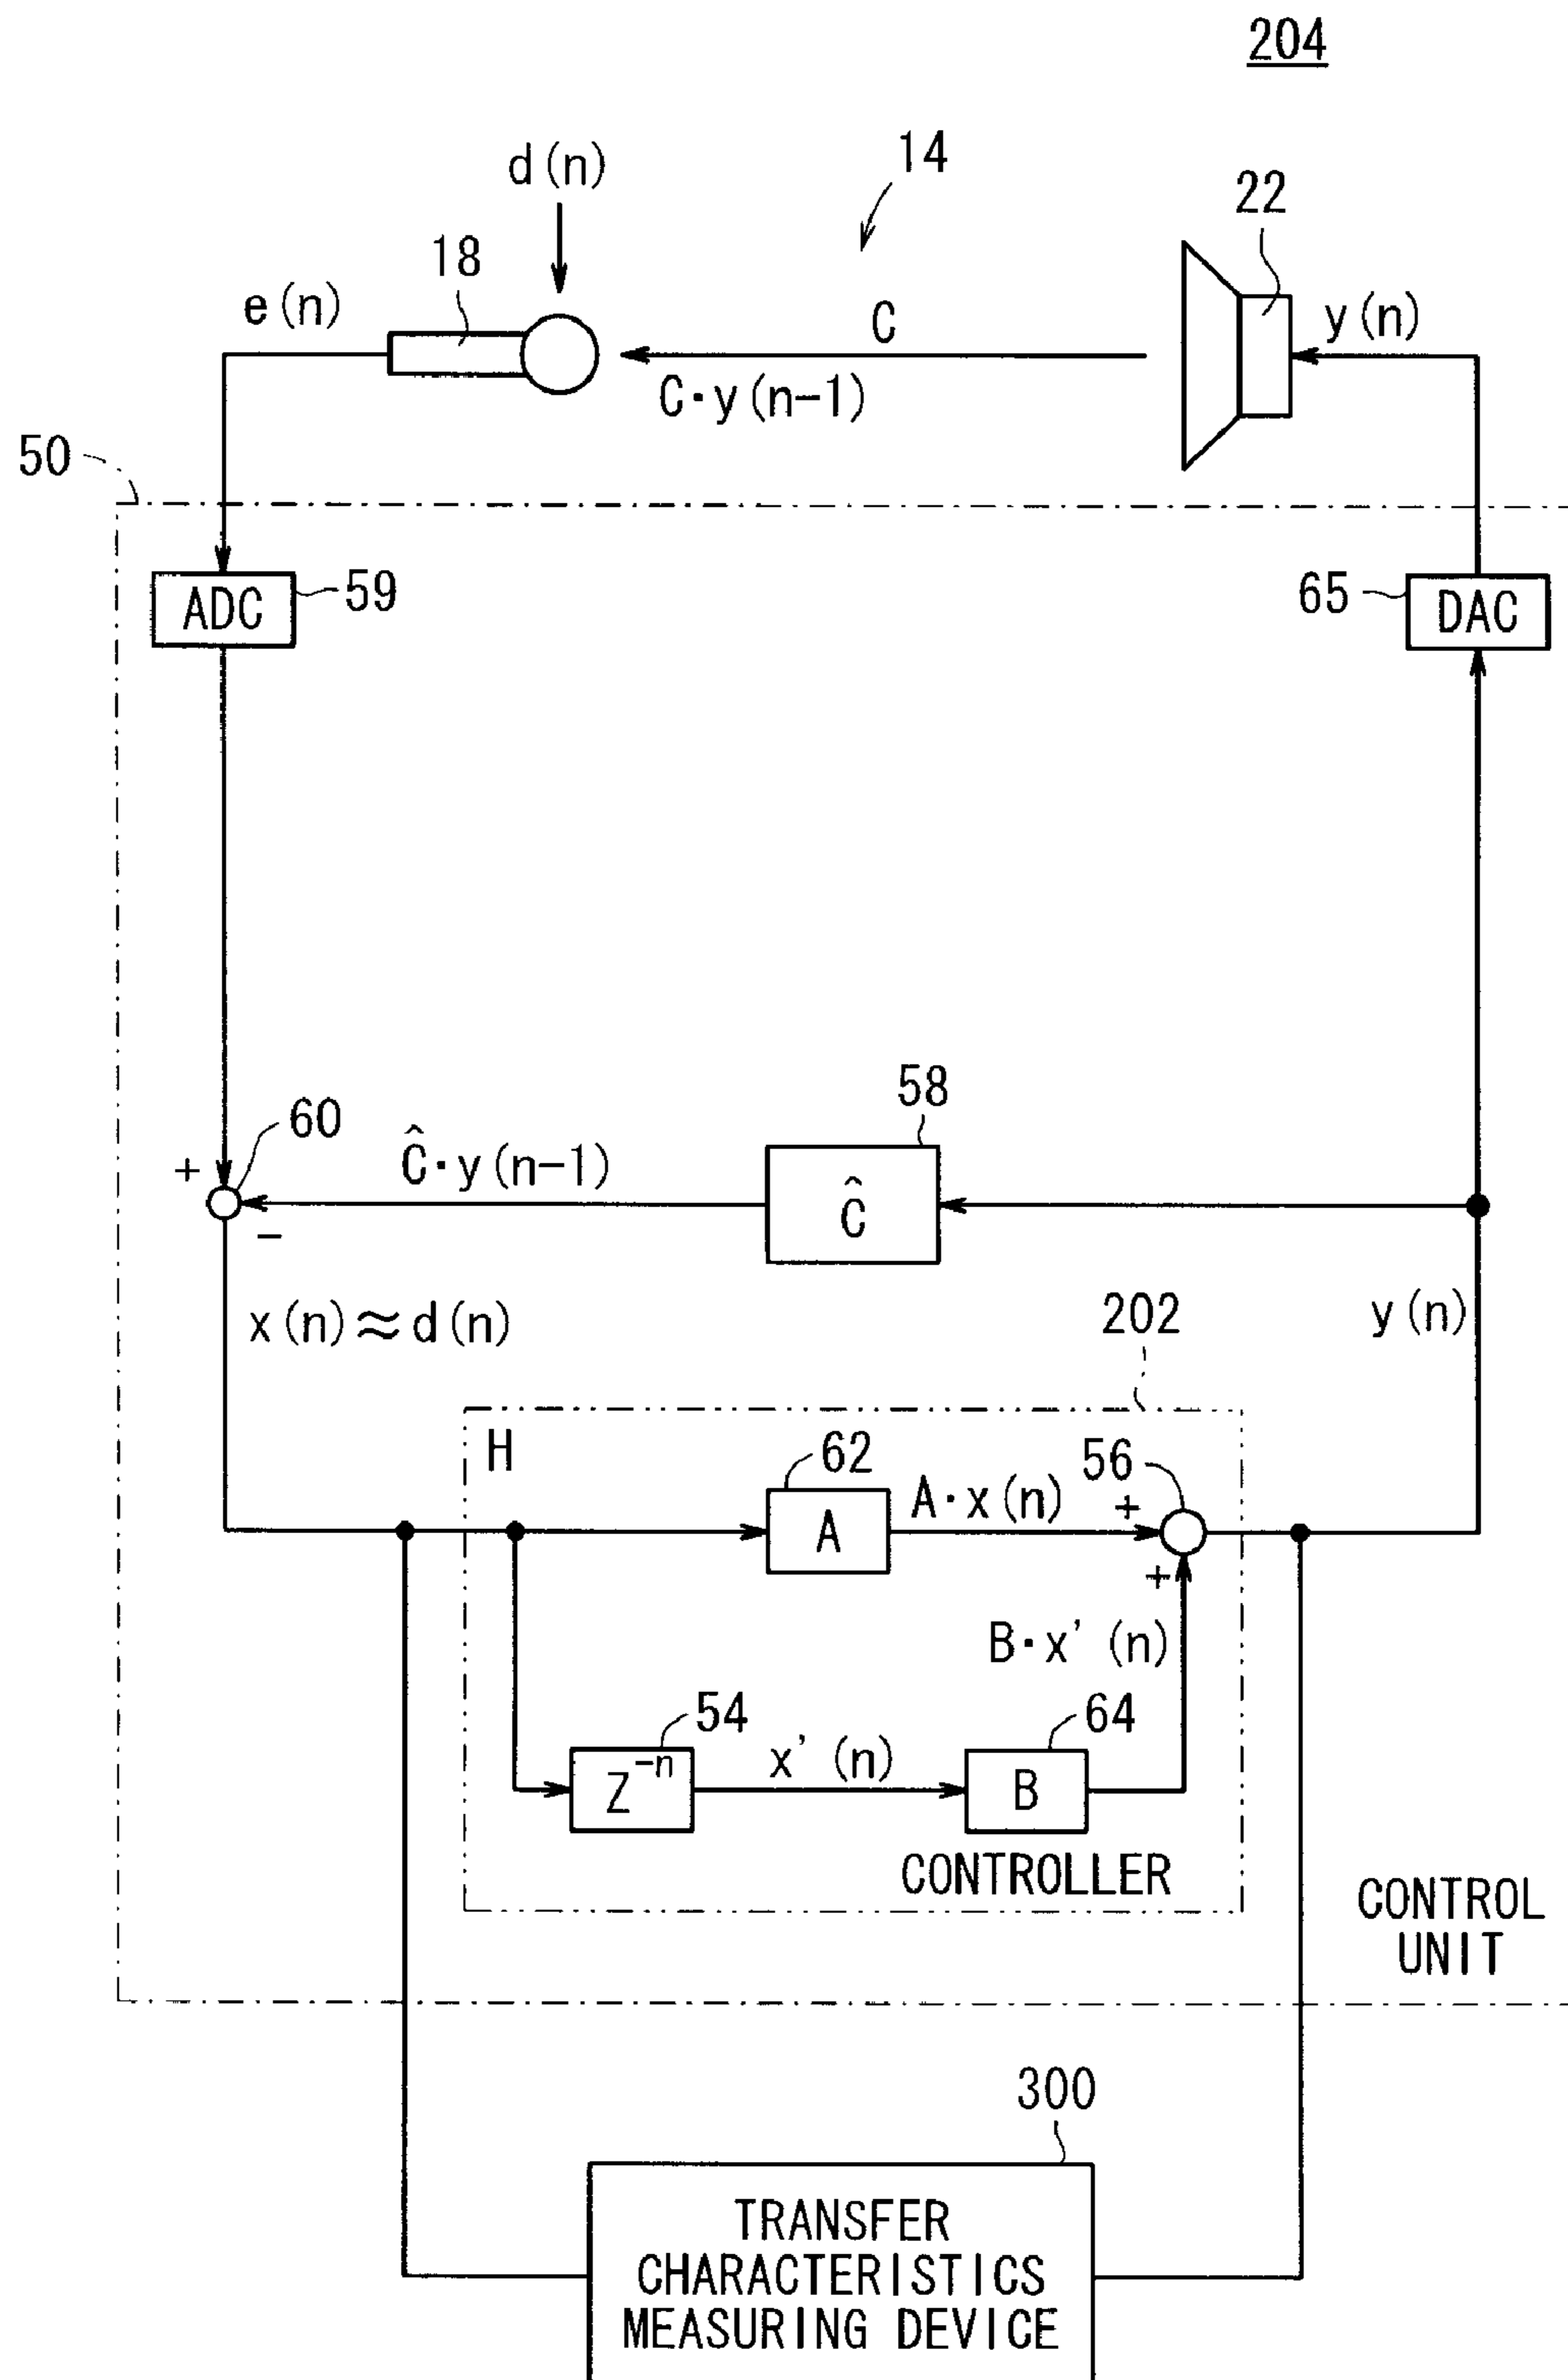 204
d(n)
14
22
18
e(n)
C
y(n)
C·y(n-1)
50
ADC
59
65
DAC
58
60
Ĉ·y(n-1)
+
Ĉ
-
x(n)≈d(n)
202
y(n)
H
62
56
A·x(n)
+
A
+
B·x'(n)
54
64
x'(n)
Z⁻ⁿ
B
CONTROLLER
CONTROL
UNIT
300
TRANSFER
CHARACTERISTICS
MEASURING DEVICE